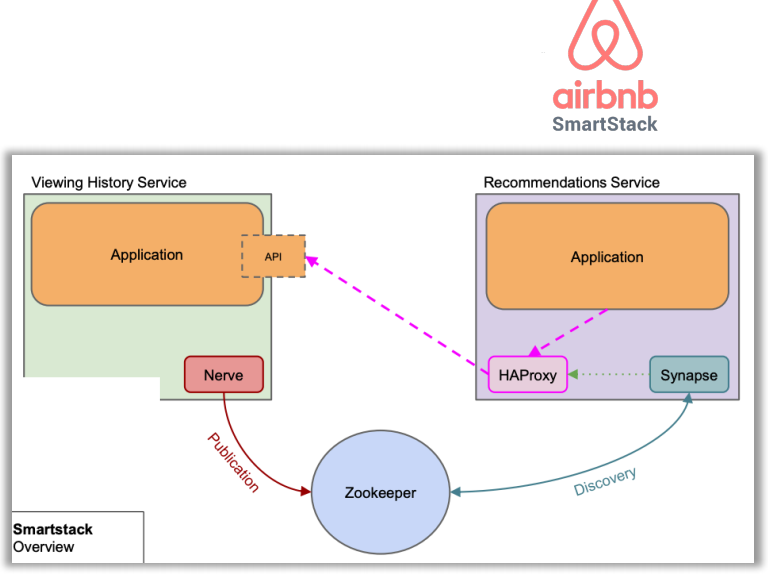 airbnb
SmartStack
Viewing History Service
Recommendations Service
Application
API
Application
Nerve
HAProxy
Synapse
Publication
Zookeeper
Discovery
Smartstack
Overview